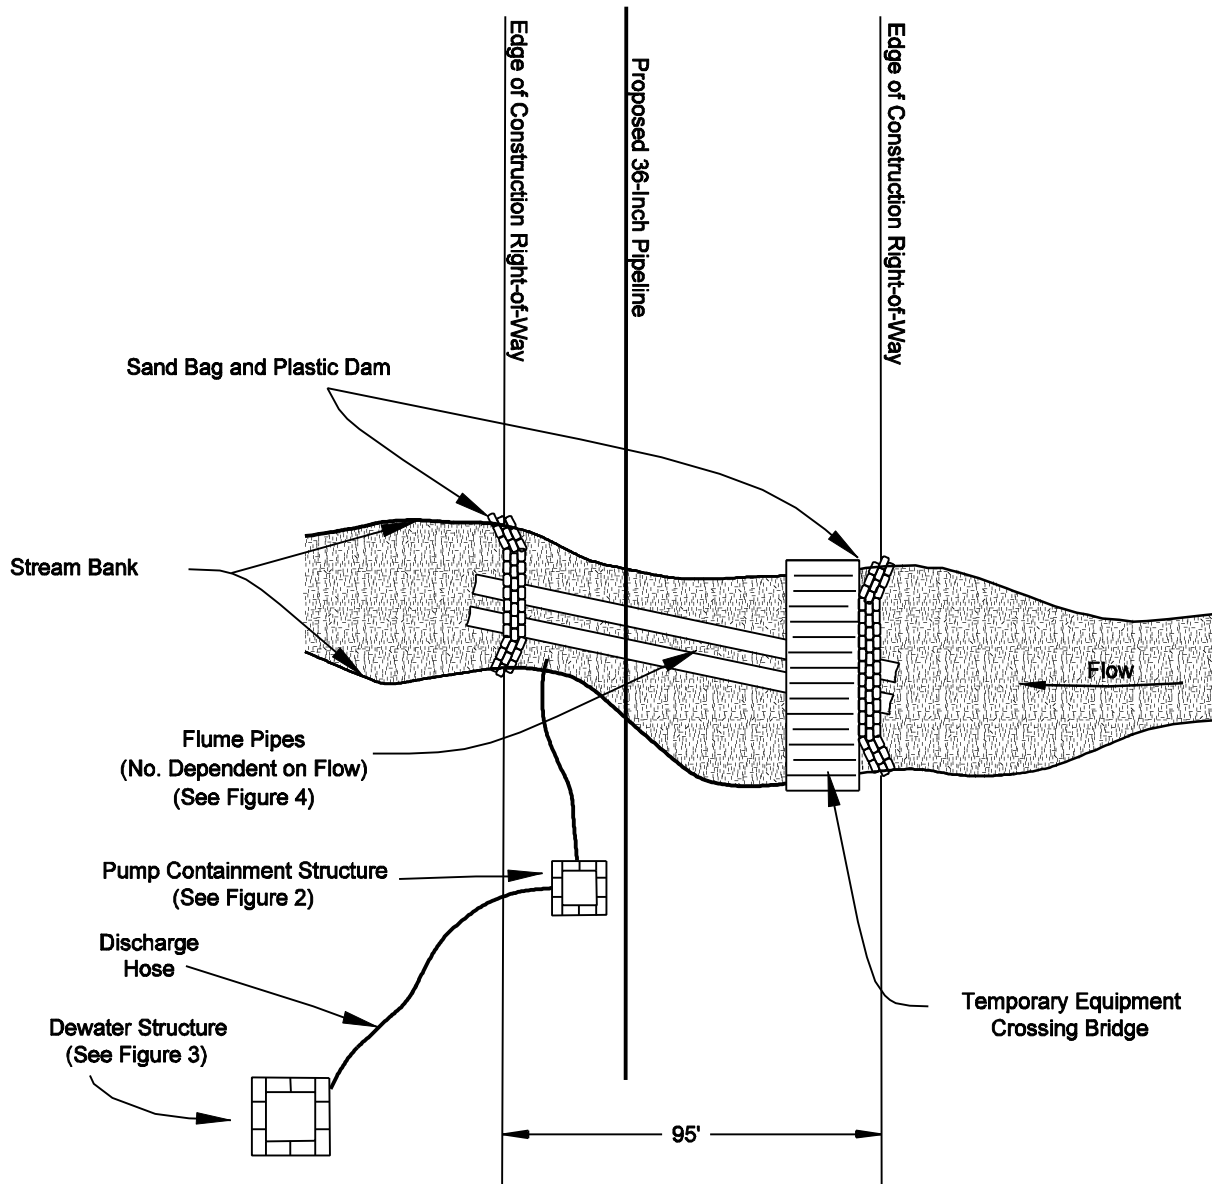 Edge of Construction Right-of-Way
Proposed 36-Inch Pipeline
Edge of Construction Right-of-Way
Sand Bag and Plastic Dam
Stream Bank
Flow
Flume Pipes
(No. Dependent on Flow)
(See Figure 4)
Pump Containment Structure
(See Figure 2)
Discharge
Hose
Temporary Equipment
Crossing Bridge
Dewater Structure
(See Figure 3)
95'